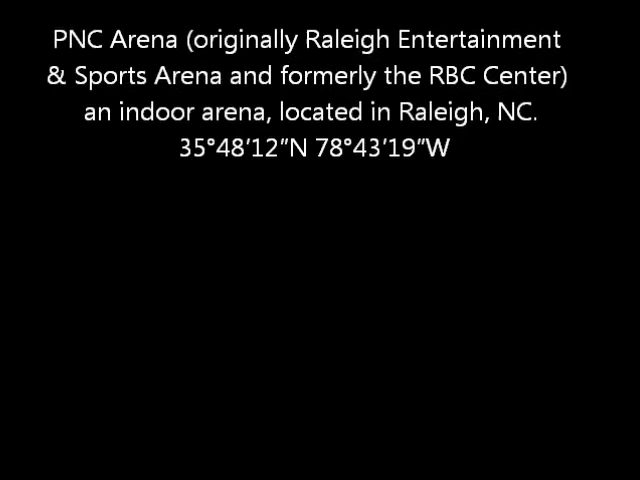 PNC Arena (originally Raleigh Entertainment
& Sports Arena and formerly the RBC Center)
an indoor arena, located in Raleigh, NC.
35°48′12″N 78°43′19″W